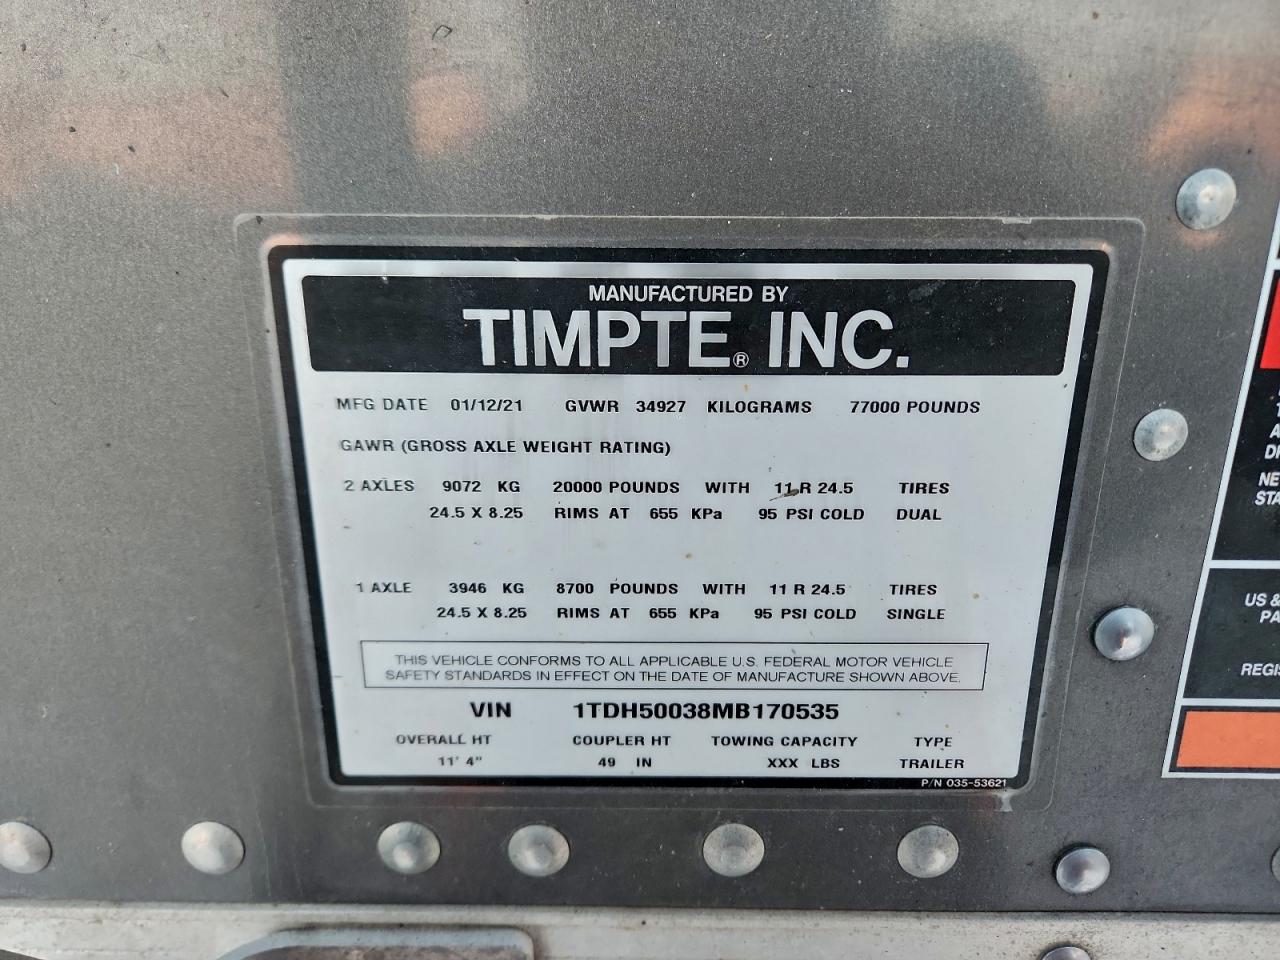 MANUFACTURED BY
TIMPTE® INC.
MFG DATE 01/12/21 GVWR 34927 KILOGRAMS 77000 POUNDS
GAWR (GROSS AXLE WEIGHT RATING)
2 AXLES 9072 KG 20000 POUNDS WITH 11 R 24.5 TIRES
24.5 X 8.25 RIMS AT 655 KPa 95 PSI COLD DUAL
1 AXLE 3946 KG 8700 POUNDS WITH 11 R 24.5 TIRES
24.5 X 8.25 RIMS AT 655 KPa 95 PSI COLD SINGLE
THIS VEHICLE CONFORMS TO ALL APPLICABLE U.S. FEDERAL MOTOR VEHICLE
SAFETY STANDARDS IN EFFECT ON THE DATE OF MANUFACTURE SHOWN ABOVE.
VIN 1TDH50038MB170535
OVERALL HT COUPLER HT TOWING CAPACITY TYPE
11' 4" 49 IN XXX LBS TRAILER
P/N 035-53621
US &